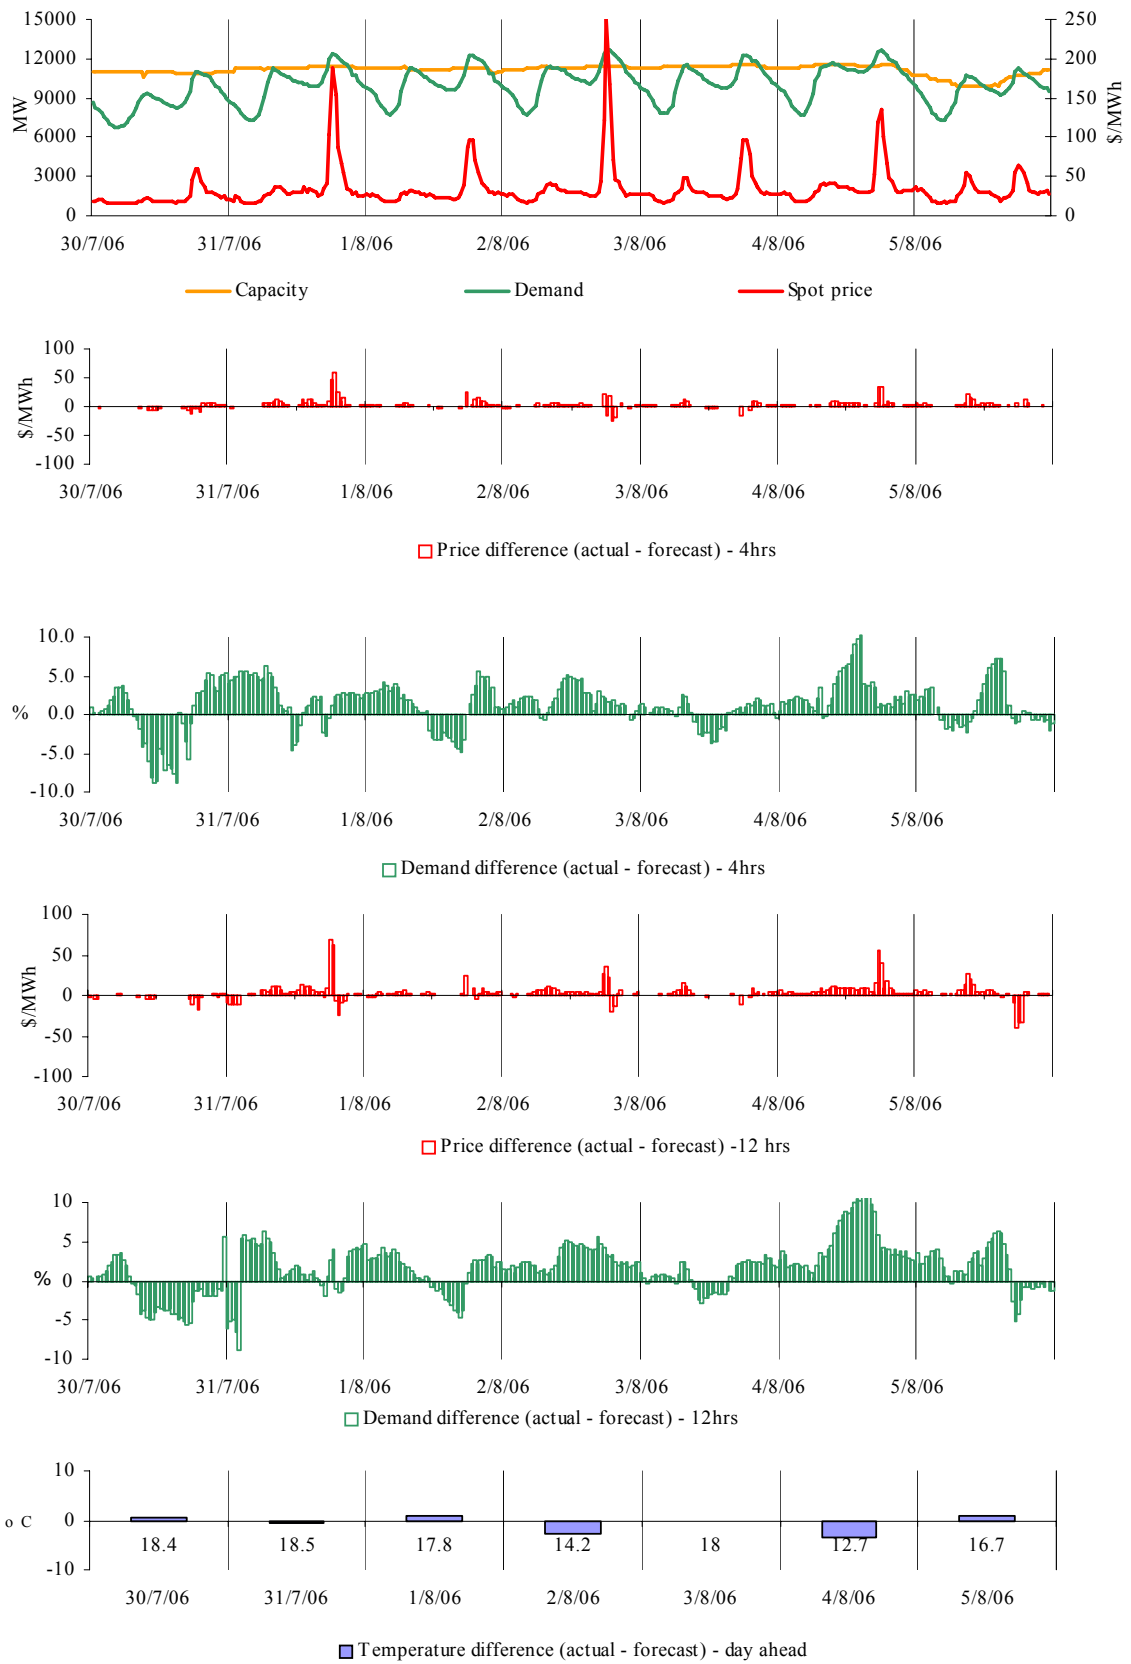 15000
12000
9000
6000
3000
0
MW
250
200
150
100
50
0
$/MWh
30/7/06 31/7/06 1/8/06 2/8/06 3/8/06 4/8/06 5/8/06
Capacity Demand Spot price
100
50
0
-50
-100
$/MWh
30/7/06 31/7/06 1/8/06 2/8/06 3/8/06 4/8/06 5/8/06
Price difference (actual - forecast) - 4hrs
10.0
5.0
0.0
-5.0
-10.0
%
30/7/06 31/7/06 1/8/06 2/8/06 3/8/06 4/8/06 5/8/06
Demand difference (actual - forecast) - 4hrs
100
50
0
-50
-100
$/MWh
30/7/06 31/7/06 1/8/06 2/8/06 3/8/06 4/8/06 5/8/06
Price difference (actual - forecast) -12 hrs
10
5
0
-5
-10
%
30/7/06 31/7/06 1/8/06 2/8/06 3/8/06 4/8/06 5/8/06
Demand difference (actual - forecast) - 12hrs
10
0
-10
o C
18.4 18.5 17.8 14.2 18 12.7 16.7
30/7/06 31/7/06 1/8/06 2/8/06 3/8/06 4/8/06 5/8/06
Temperature difference (actual - forecast) - day ahead